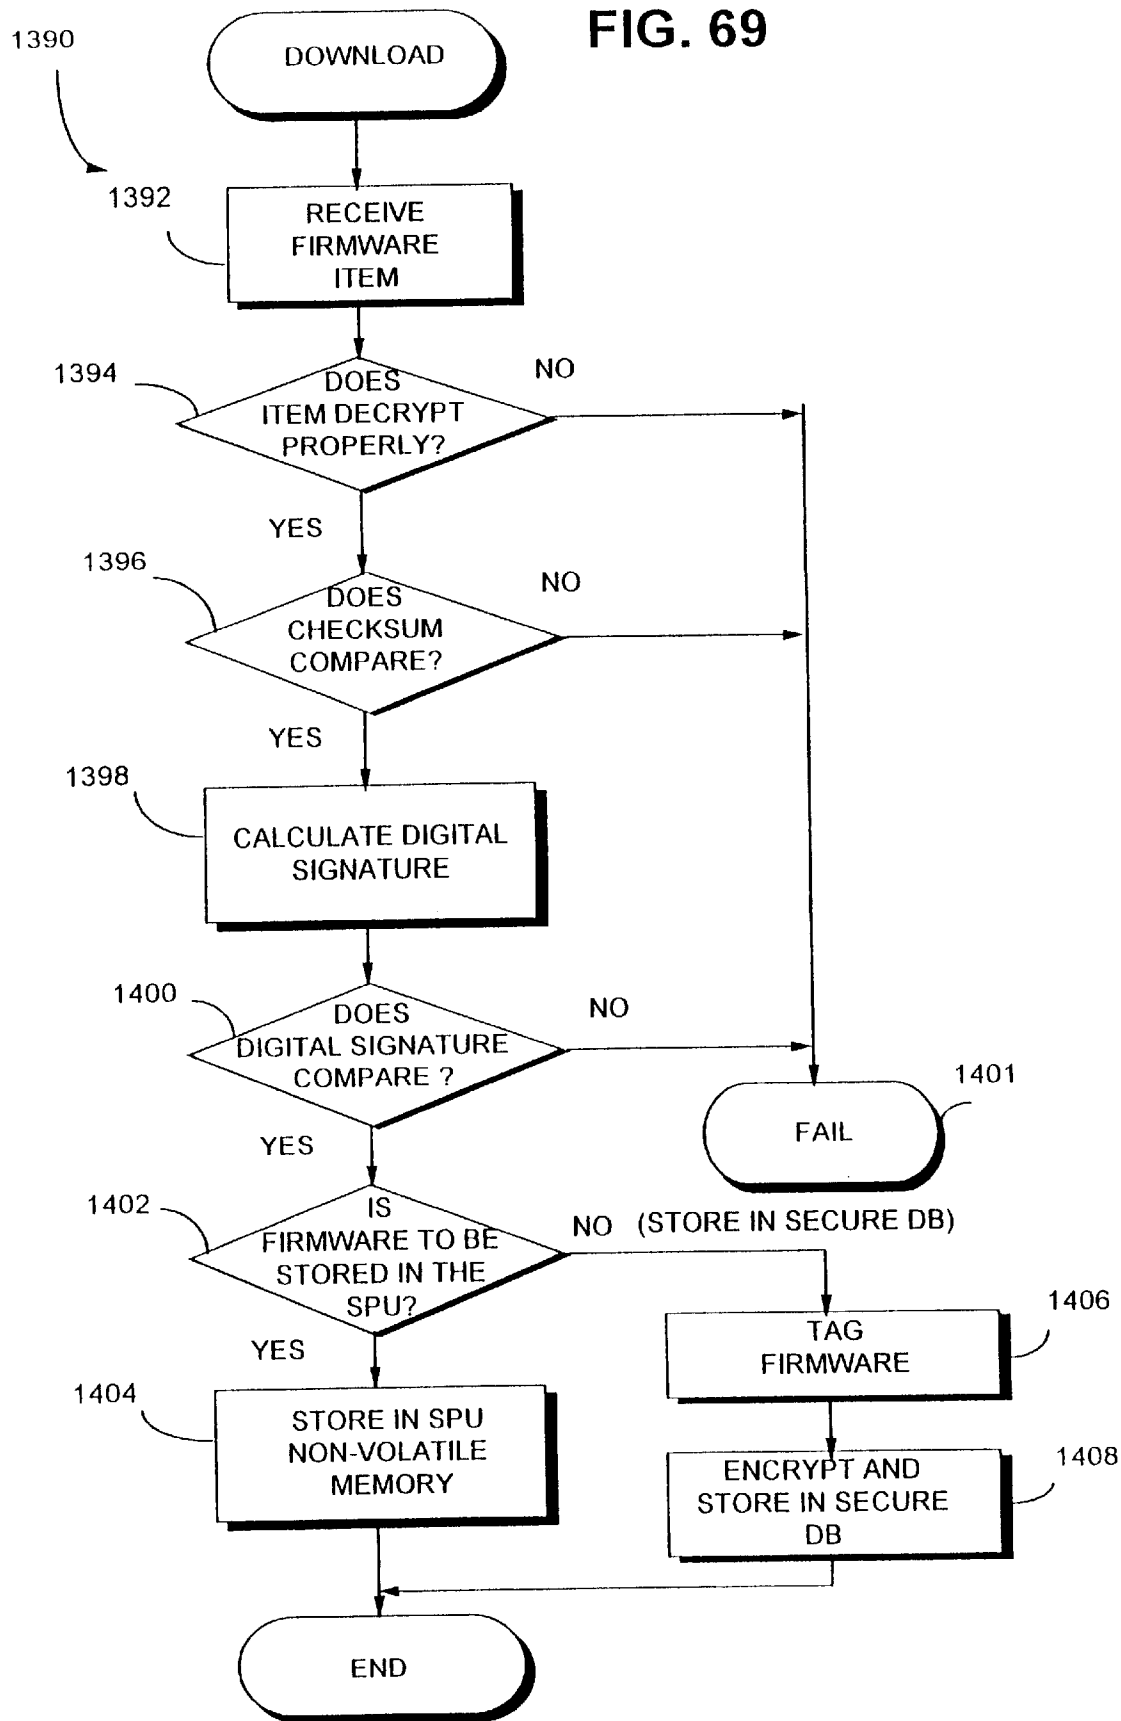 FIG. 69
1390
DOWNLOAD
1392
RECEIVE
FIRMWARE
ITEM
1394
DOES
ITEM DECRYPT
PROPERLY?
NO
YES
1396
DOES
CHECKSUM
COMPARE?
NO
YES
1398
CALCULATE DIGITAL
SIGNATURE
1400
DOES
DIGITAL SIGNATURE
COMPARE ?
NO
1401
FAIL
YES
1402
IS
FIRMWARE TO BE
STORED IN THE
SPU?
NO (STORE IN SECURE DB)
YES
1406
TAG
FIRMWARE
1404
STORE IN SPU
NON-VOLATILE
MEMORY
1408
ENCRYPT AND
STORE IN SECURE
DB
END